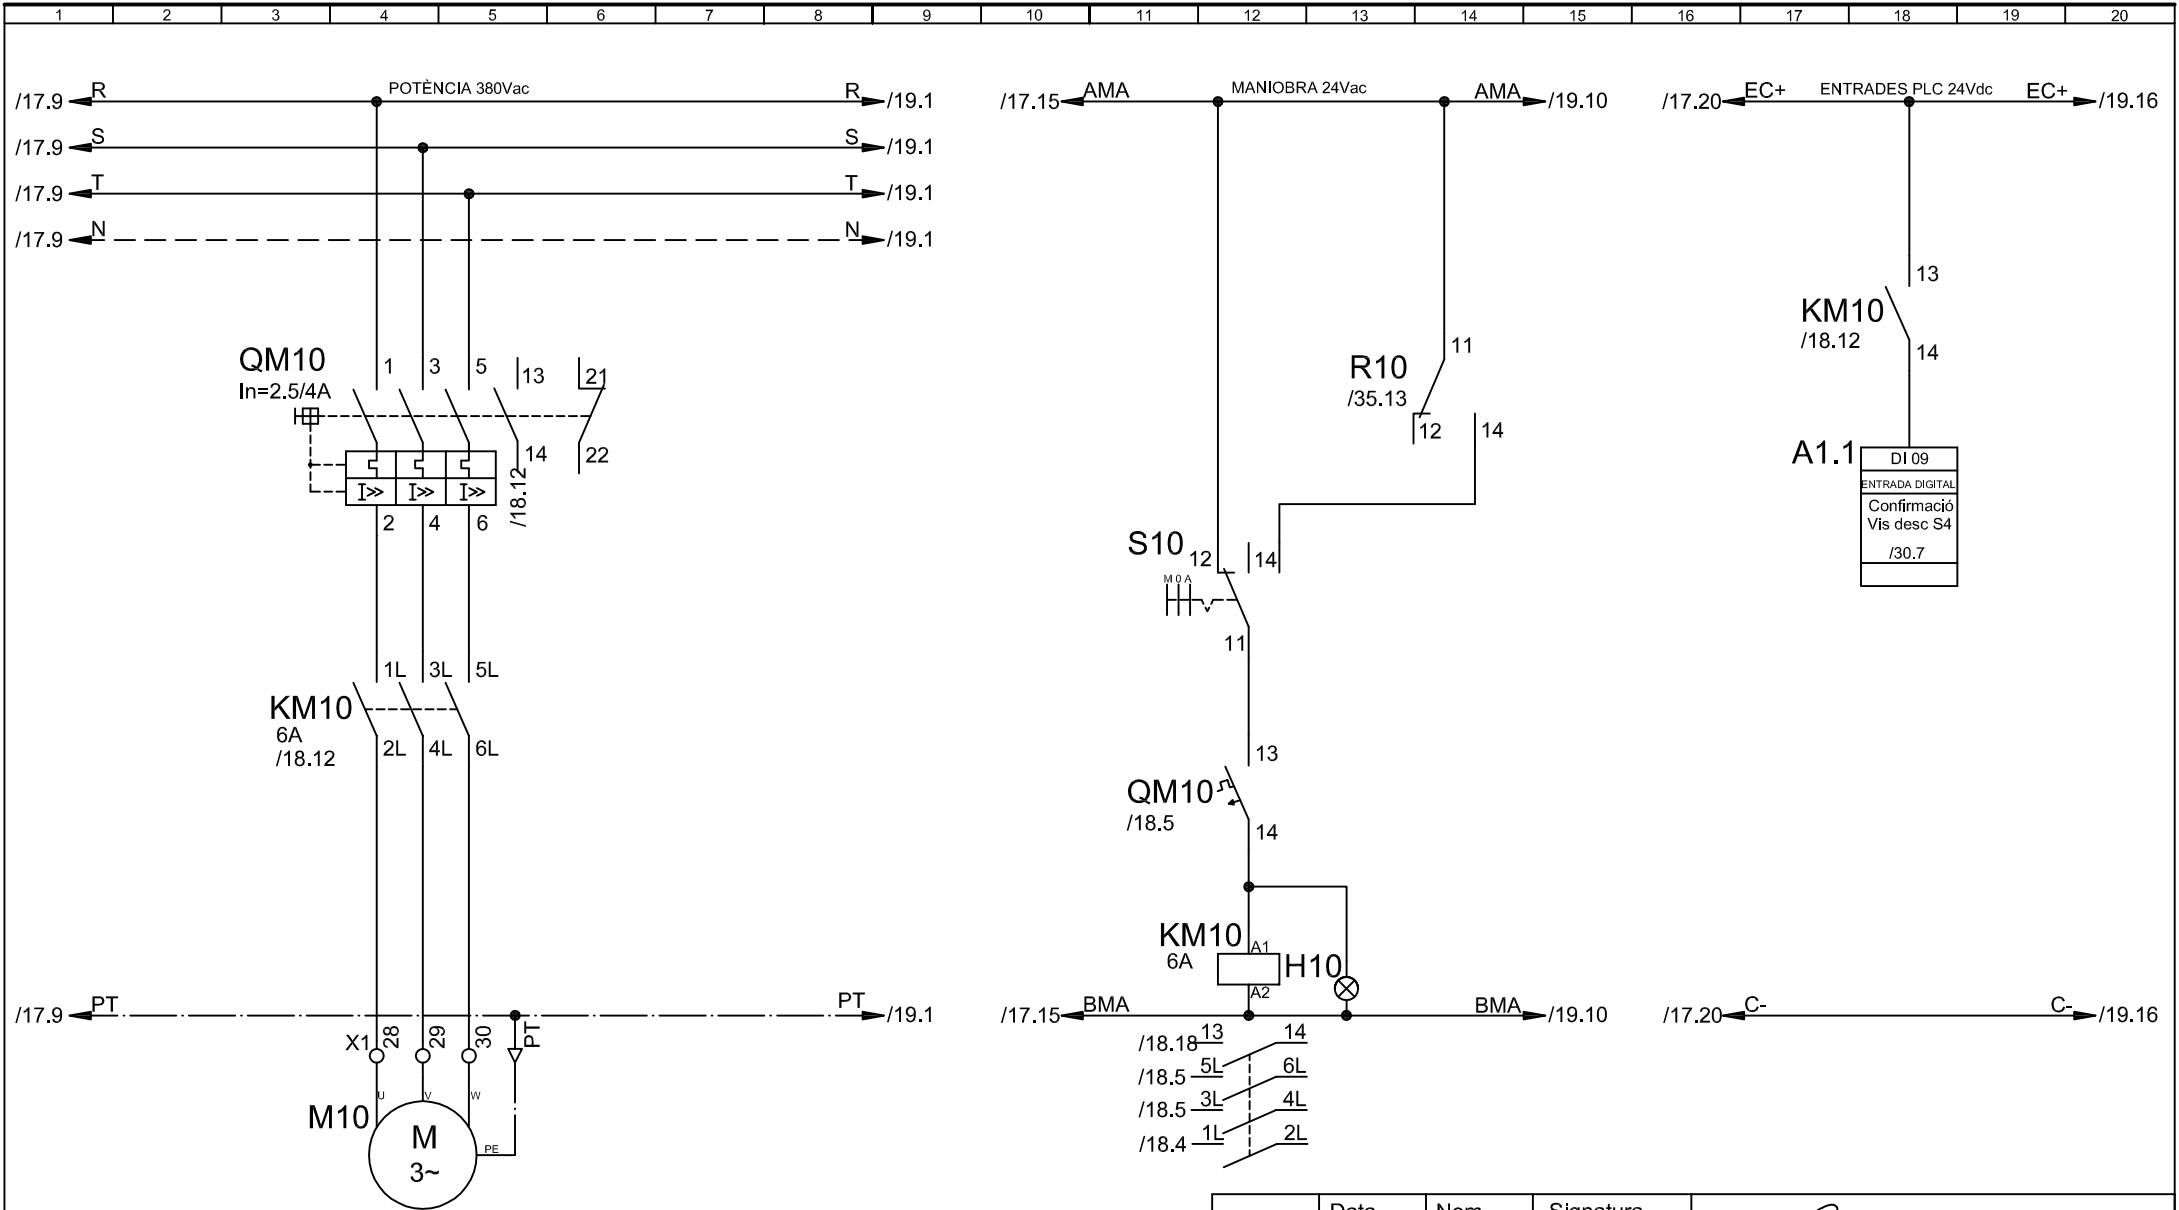 1 2 3 4 5 6 7 8 9 10 11 12 13 14 15 16 17 18 19 20
/17.9 R POTÈNCIA 380Vac R /19.1
/17.9 S S /19.1
/17.9 T T /19.1
/17.9 N N /19.1
QM10
In=2.5/4A
1 3 5 13 21
14 22
/18.12
I>> I>> I>>
2 4 6
1L 3L 5L
KM10
6A
/18.12
2L 4L 6L
/17.9 PT PT /19.1
X1 28 29 30 PT
U V W
M10
M
3~
PE
/17.15 AMA MANIOBRA 24Vac AMA /19.10
11
R10
/35.13
12 14
S10 12 14
M 0 A
11
13
QM10
/18.5
14
KM10
6A
A1
H10
A2
/17.15 BMA BMA /19.10
/18.18 13 14
/18.5 5L 6L
/18.5 3L 4L
/18.4 1L 2L
/17.20 EC+ ENTRADES PLC 24Vdc EC+ /19.16
13
KM10
/18.12
14
A1.1
DI 09
ENTRADA DIGITAL
Confirmació
Vis desc S4
/30.7
/17.20 C- C- /19.16
Data Nom Signatura